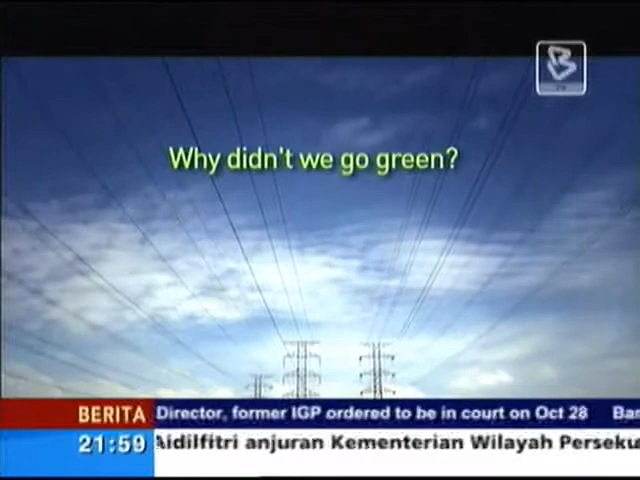 Why didn't we go green?
BERITA Director, former IGP ordered to be in court on Oct 28
21:59 Aidilfitri anjuran Kementerian Wilayah